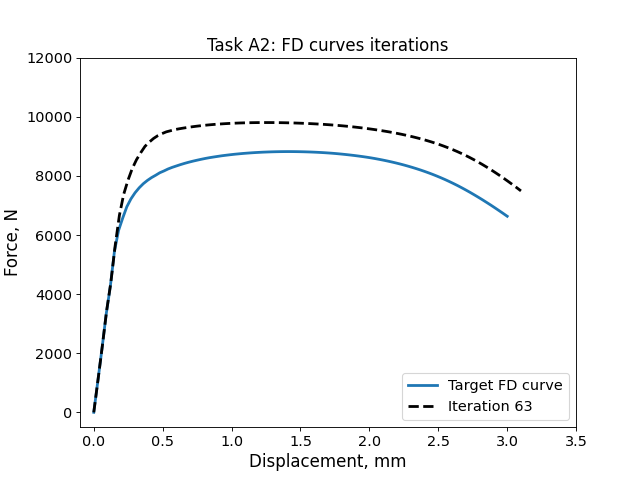 Task A2: FD curves iterations
12000
10000
8000
6000
4000
2000
0
Force, N
0.0 0.5 1.0 1.5 2.0 2.5 3.0 3.5
Displacement, mm
Target FD curve
Iteration 63